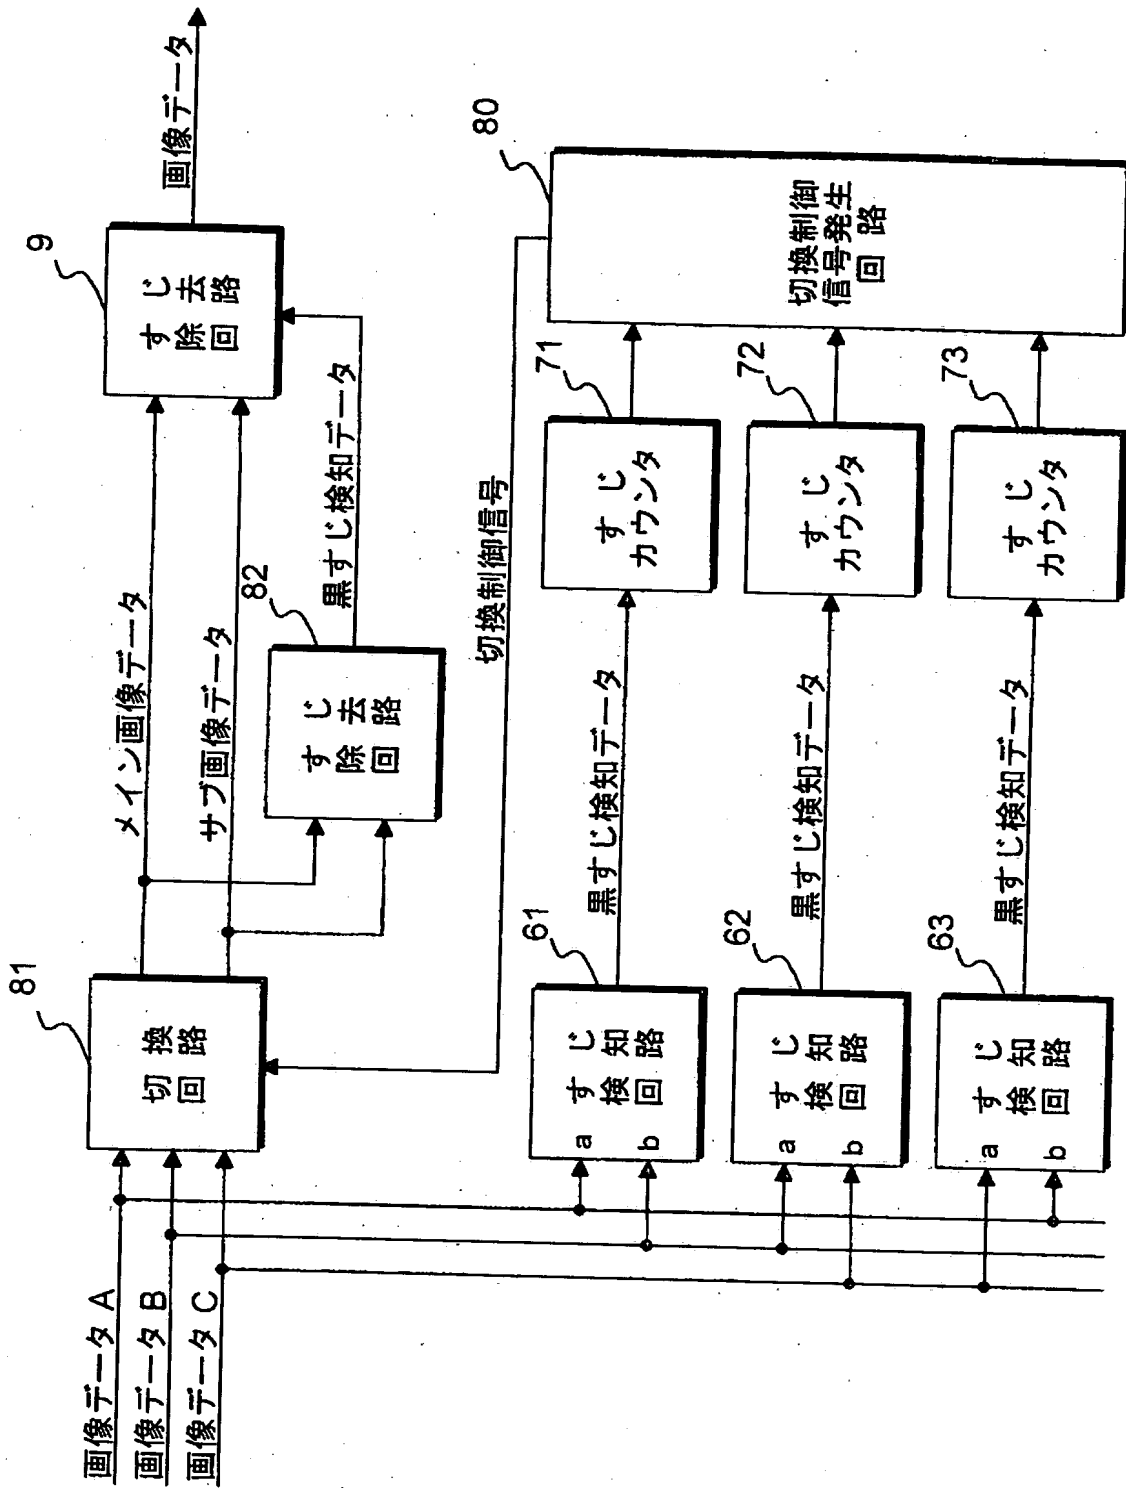 画像データ A
画像データ B
画像データ C
81
切換
回路
メイン画像データ
サブ画像データ
82
すじ
除去
回路
黒すじ検知データ
9
すじ
除去
回路
画像データ
切換制御信号
61
すじ
検知
回路
a
b
黒すじ検知データ
71
すじ
カウンタ
62
すじ
検知
回路
a
b
黒すじ検知データ
72
すじ
カウンタ
63
すじ
検知
回路
a
b
黒すじ検知データ
73
すじ
カウンタ
80
切換制御
信号発生
回路